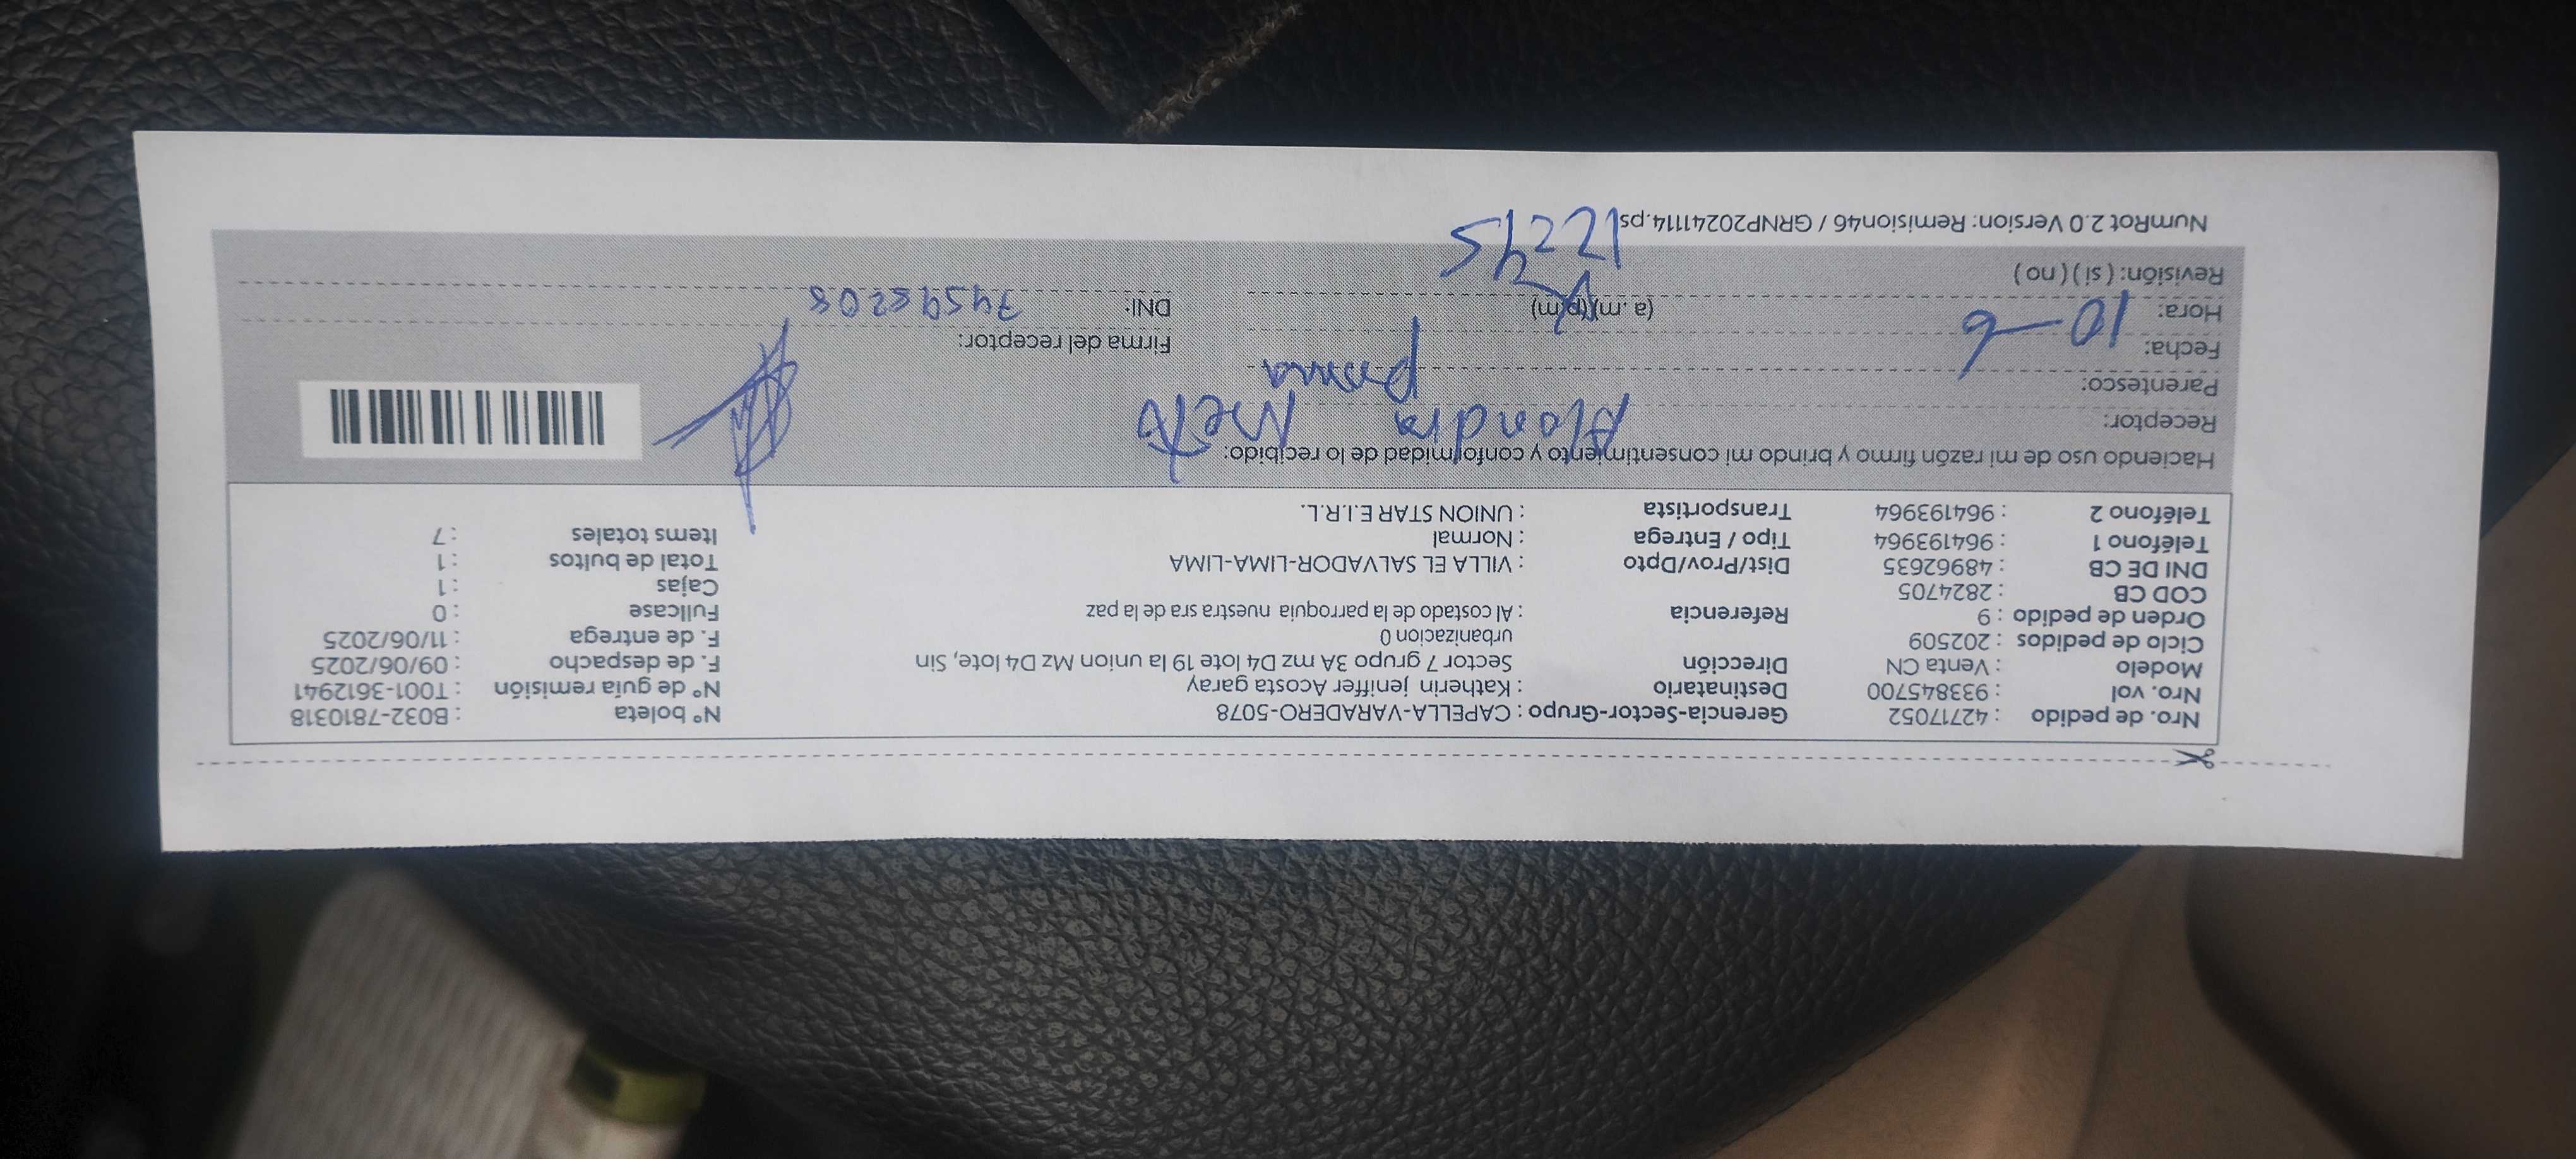 Nro. de pedido : 42717052 Gerencia-Sector-Grupo : CAPELLA-VARADERO-5078 N° boleta : B032-7810318
Nro. vol : 933845700 Destinatario : Katherin jeniffer Acosta garay N° de guía remisión : T001-3612941
Modelo : Venta CN Dirección Sector 7 grupo 3A mz D4 lote 19 la union Mz D4 lote, Sin F. de despacho : 09/06/2025
Ciclo de pedidos : 202509 urbanizacion 0 F. de entrega : 11/06/2025
Orden de pedido : 9 Referencia : Al costado de la parroquia nuestra sra de la paz Fullcase : 0
COD CB : 2824705 Cajas : 1
DNI DE CB : 48962635 Dist/Prov/Dpto : VILLA EL SALVADOR-LIMA-LIMA Total de bultos : 1
Teléfono 1 : 964193964 Tipo / Entrega : Normal Items totales : 7
Teléfono 2 : 964193964 Transportista : UNION STAR E.I.R.L.
Haciendo uso de mi razón firmo y brindo mi consentimiento y conformidad de lo recibido:
Receptor: Alondra Neto
Parentesco: prima
Fecha: 10-6 Firma del receptor:
Hora: (a. m) (p.m) DNI:
Revisión: ( si ) ( no ) 1245
NumRot 2.0 Version: Remision46 / GRNP20241114.ps